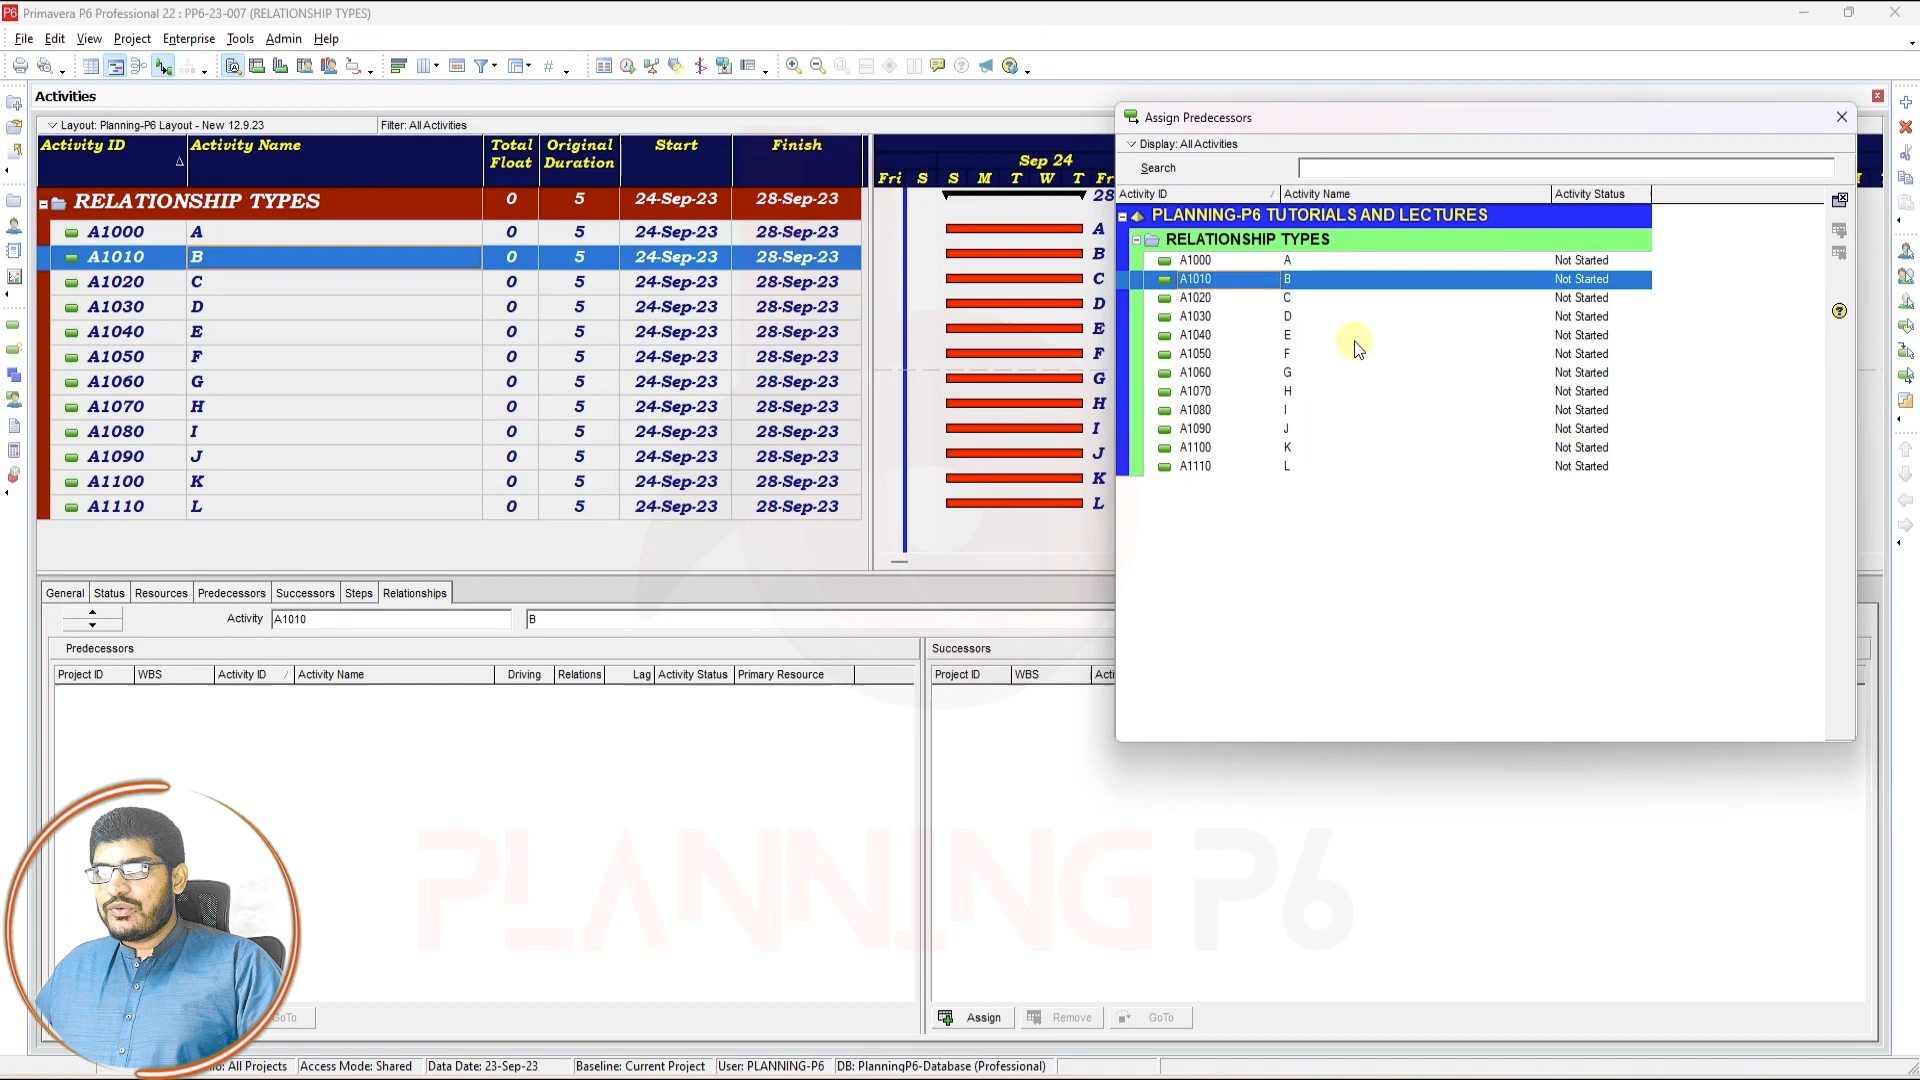 Primavera P6 Professional 22 : PP6-23-007 (RELATIONSHIP TYPES)
File Edit View Project Enterprise Tools Admin Help
Activities
Layout: Planning-P6 Layout - New 12.9.23 Filter: All Activities
Activity ID Activity Name Total Float Original Duration Start Finish
Sep 24
Fri S S M T W T Fr
RELATIONSHIP TYPES 0 5 24-Sep-23 28-Sep-23 28
A1000 A 0 5 24-Sep-23 28-Sep-23 A
A1010 B 0 5 24-Sep-23 28-Sep-23 B
A1020 C 0 5 24-Sep-23 28-Sep-23 C
A1030 D 0 5 24-Sep-23 28-Sep-23 D
A1040 E 0 5 24-Sep-23 28-Sep-23 E
A1050 F 0 5 24-Sep-23 28-Sep-23 F
A1060 G 0 5 24-Sep-23 28-Sep-23 G
A1070 H 0 5 24-Sep-23 28-Sep-23 H
A1080 I 0 5 24-Sep-23 28-Sep-23 I
A1090 J 0 5 24-Sep-23 28-Sep-23 J
A1100 K 0 5 24-Sep-23 28-Sep-23 K
A1110 L 0 5 24-Sep-23 28-Sep-23 L
Assign Predecessors
Display: All Activities
Search
Activity ID Activity Name Activity Status
PLANNING-P6 TUTORIALS AND LECTURES
RELATIONSHIP TYPES
A1000 A Not Started
A1010 B Not Started
A1020 C Not Started
A1030 D Not Started
A1040 E Not Started
A1050 F Not Started
A1060 G Not Started
A1070 H Not Started
A1080 I Not Started
A1090 J Not Started
A1100 K Not Started
A1110 L Not Started
General Status Resources Predecessors Successors Steps Relationships
Activity A1010 B
Predecessors
Project ID WBS Activity ID Activity Name Driving Relations Lag Activity Status Primary Resource
Successors
Project ID WBS Acti
PLANNING P6
GoTo
Assign Remove GoTo
All Projects Access Mode: Shared Data Date: 23-Sep-23 Baseline: Current Project User: PLANNING-P6 DB: PlanningP6-Database (Professional)